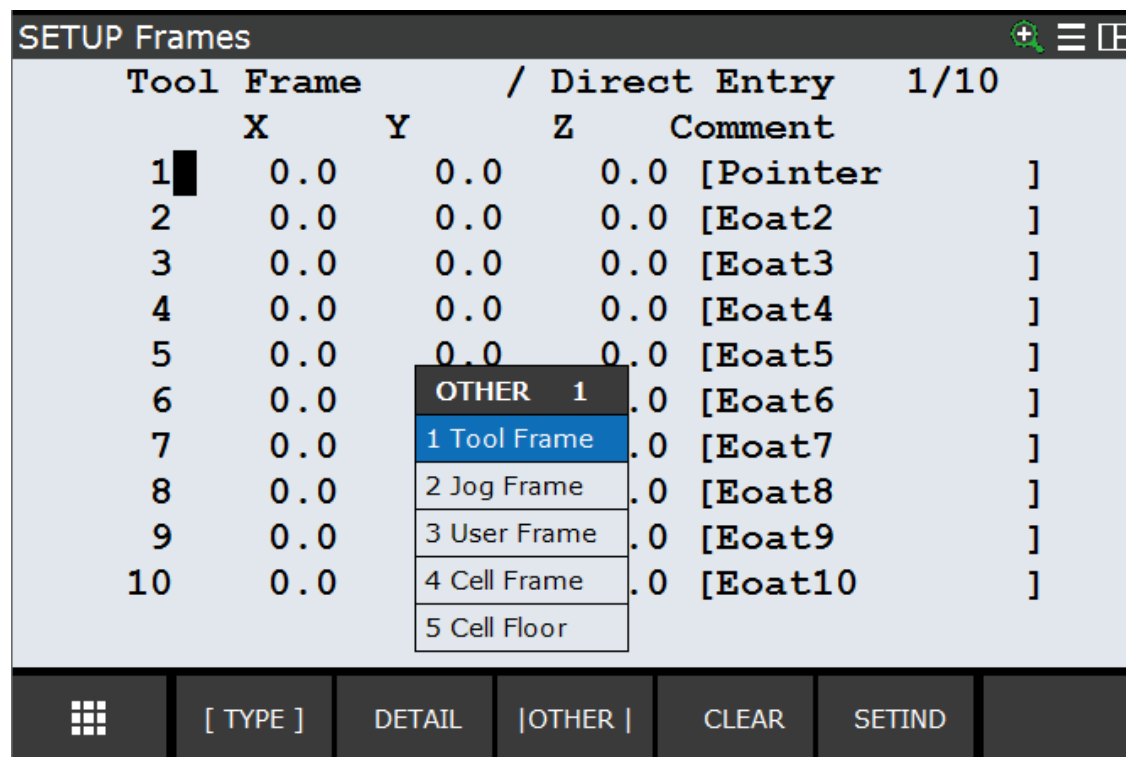 SETUP Frames
Tool Frame / Direct Entry 1/10
X Y Z Comment
1 0.0 0.0 0.0 [Pointer ]
2 0.0 0.0 0.0 [Eoat2 ]
3 0.0 0.0 0.0 [Eoat3 ]
4 0.0 0.0 0.0 [Eoat4 ]
5 0.0 0.0 0.0 [Eoat5 ]
6 0.0 .0 [Eoat6 ]
7 0.0 .0 [Eoat7 ]
8 0.0 .0 [Eoat8 ]
9 0.0 .0 [Eoat9 ]
10 0.0 .0 [Eoat10 ]
OTHER 1
1 Tool Frame
2 Jog Frame
3 User Frame
4 Cell Frame
5 Cell Floor
[ TYPE ] DETAIL |OTHER | CLEAR SETIND